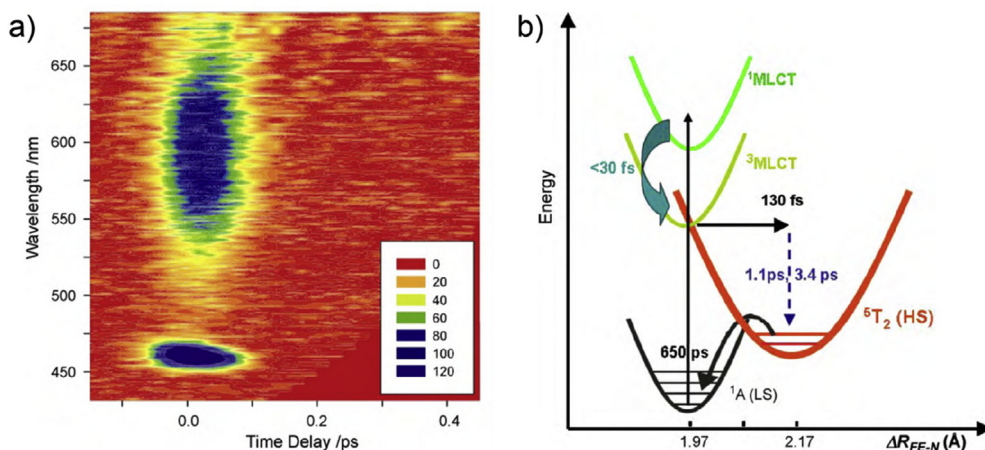 a)
Wavelength /nm
650
600
550
500
450
0
20
40
60
80
100
120
0.0
0.2
0.4
Time Delay /ps
b)
Energy
¹MLCT
³MLCT
<30 fs
130 fs
1.1ps, 3.4 ps
⁵T₂ (HS)
650 ps
¹A (LS)
1.97
2.17
ΔR_FE-N (Å)